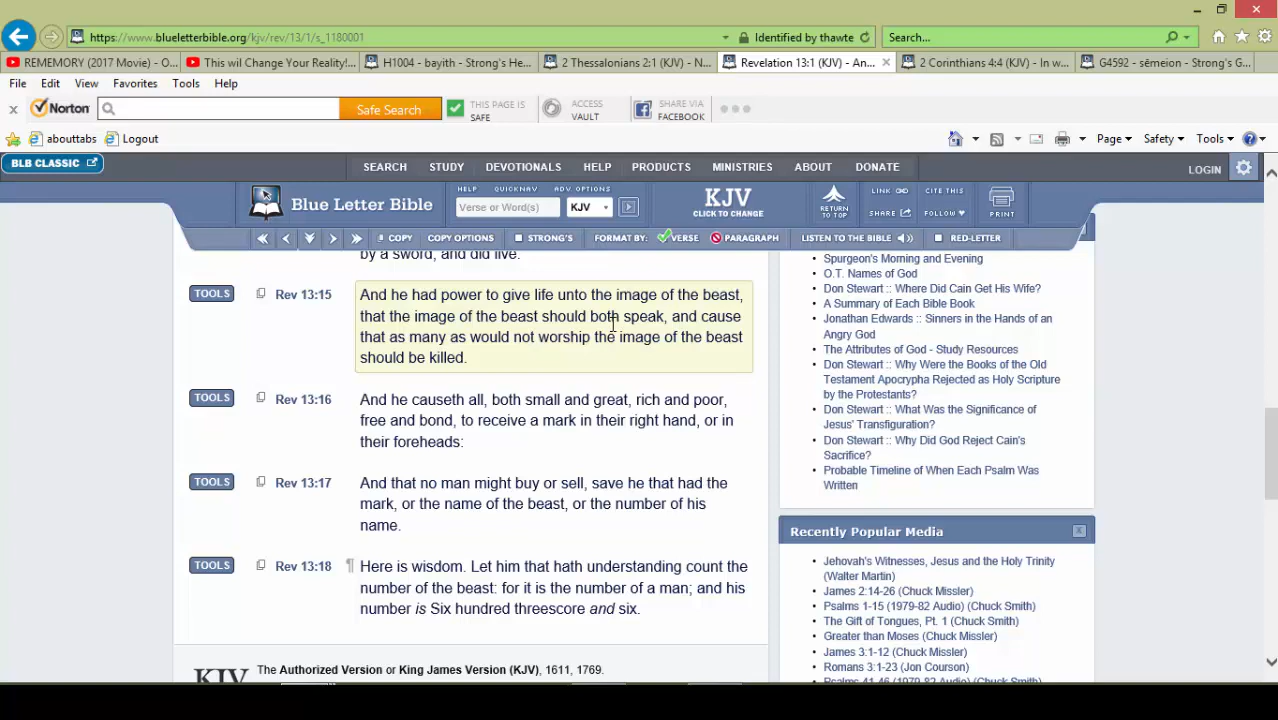 https://www.blueletterbible.org/kjv/rev/13/1/s_1180001
Identified by thawte
Search...
REMEMORY (2017 Movie) - O...
This wil Change Your Reality!...
H1004 - bayith - Strong's He...
2 Thessalonians 2:1 (KJV) - N...
Revelation 13:1 (KJV) - An...
2 Corinthians 4:4 (KJV) - In w...
G4592 - sēmeion - Strong's G...
File Edit View Favorites Tools Help
x Norton Safe Search THIS PAGE IS SAFE ACCESS VAULT SHARE VIA FACEBOOK
abouttabs Logout Page Safety Tools
BLB CLASSIC
SEARCH STUDY DEVOTIONALS HELP PRODUCTS MINISTRIES ABOUT DONATE LOGIN
Blue Letter Bible
HELP QUICKNAV ADV OPTIONS
Verse or Word(s) KJV
KJV
CLICK TO CHANGE
RETURN TO TOP
LINK CITE THIS
SHARE FOLLOW
PRINT
COPY COPY OPTIONS STRONG'S FORMAT BY: VERSE PARAGRAPH LISTEN TO THE BIBLE RED-LETTER
by a sword, and did live.
TOOLS Rev 13:15 And he had power to give life unto the image of the beast,
that the image of the beast should both speak, and cause
that as many as would not worship the image of the beast
should be killed.
TOOLS Rev 13:16 And he causeth all, both small and great, rich and poor,
free and bond, to receive a mark in their right hand, or in
their foreheads:
TOOLS Rev 13:17 And that no man might buy or sell, save he that had the
mark, or the name of the beast, or the number of his
name.
TOOLS Rev 13:18 ¶ Here is wisdom. Let him that hath understanding count the
number of the beast: for it is the number of a man; and his
number is Six hundred threescore and six.
KJV The Authorized Version or King James Version (KJV), 1611, 1769.
Spurgeon's Morning and Evening
O.T. Names of God
Don Stewart :: Where Did Cain Get His Wife?
A Summary of Each Bible Book
Jonathan Edwards :: Sinners in the Hands of an
Angry God
The Attributes of God - Study Resources
Don Stewart :: Why Were the Books of the Old
Testament Apocrypha Rejected as Holy Scripture
by the Protestants?
Don Stewart :: What Was the Significance of
Jesus' Transfiguration?
Don Stewart :: Why Did God Reject Cain's
Sacrifice?
Probable Timeline of When Each Psalm Was
Written
Recently Popular Media x
Jehovah's Witnesses, Jesus and the Holy Trinity
(Walter Martin)
James 2:14-26 (Chuck Missler)
Psalms 1-15 (1979-82 Audio) (Chuck Smith)
The Gift of Tongues, Pt. 1 (Chuck Smith)
Greater than Moses (Chuck Missler)
James 3:1-12 (Chuck Missler)
Romans 3:1-23 (Jon Courson)
Psalms 41-46 (1979-82 Audio) (Chuck Smith)